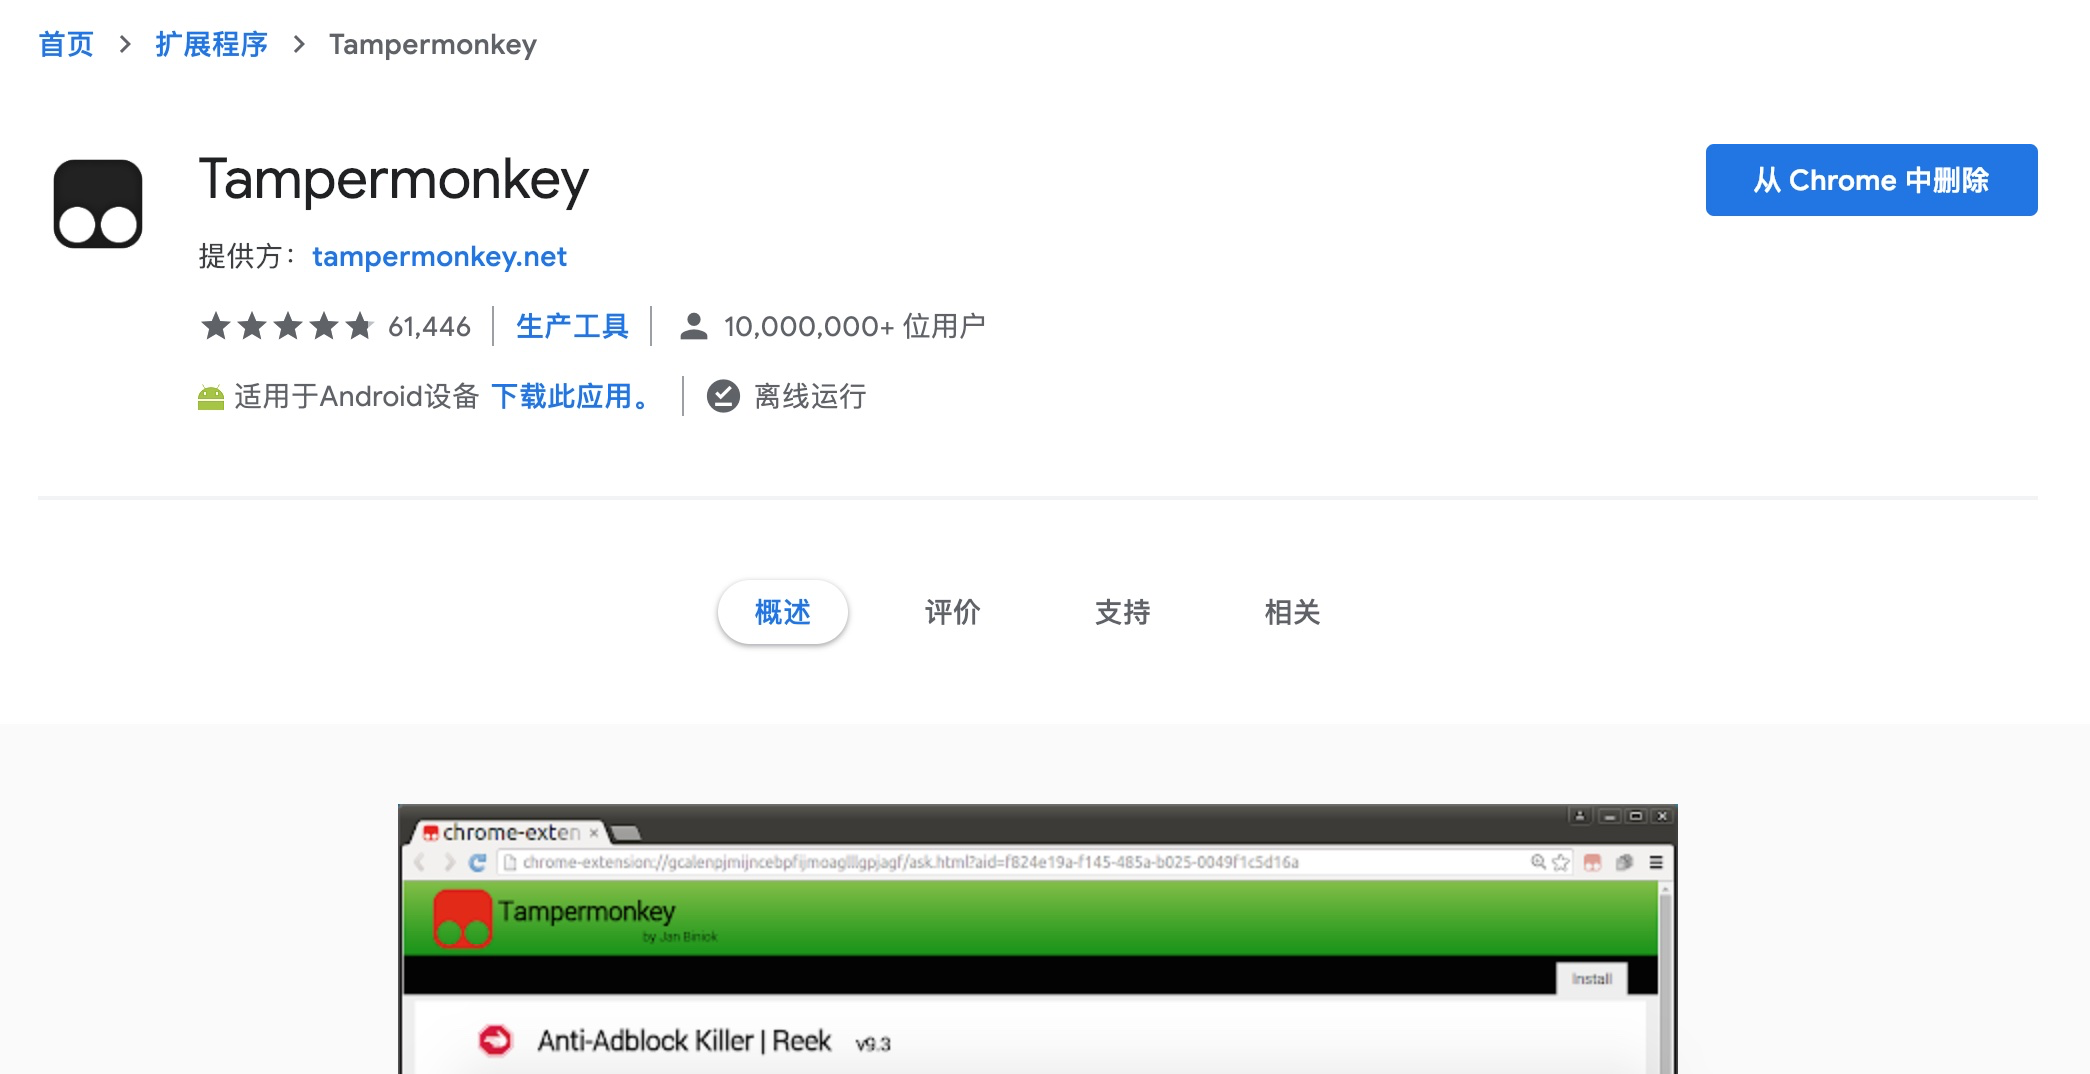 首页 > 扩展程序 > Tampermonkey
Tampermonkey
从 Chrome 中删除
提供方： tampermonkey.net
61,446 生产工具 10,000,000+ 位用户
适用于Android设备 下载此应用。 离线运行
概述 评价 支持 相关
chrome-exten
chrome-extension://gcalenpjmijncebpfijmoaglllgpjagf/ask.html?aid=f824e19a-f145-485a-b025-0049f1c5d16a
Tampermonkey
by Jan Biniok
Install
Anti-Adblock Killer | Reek v9.3